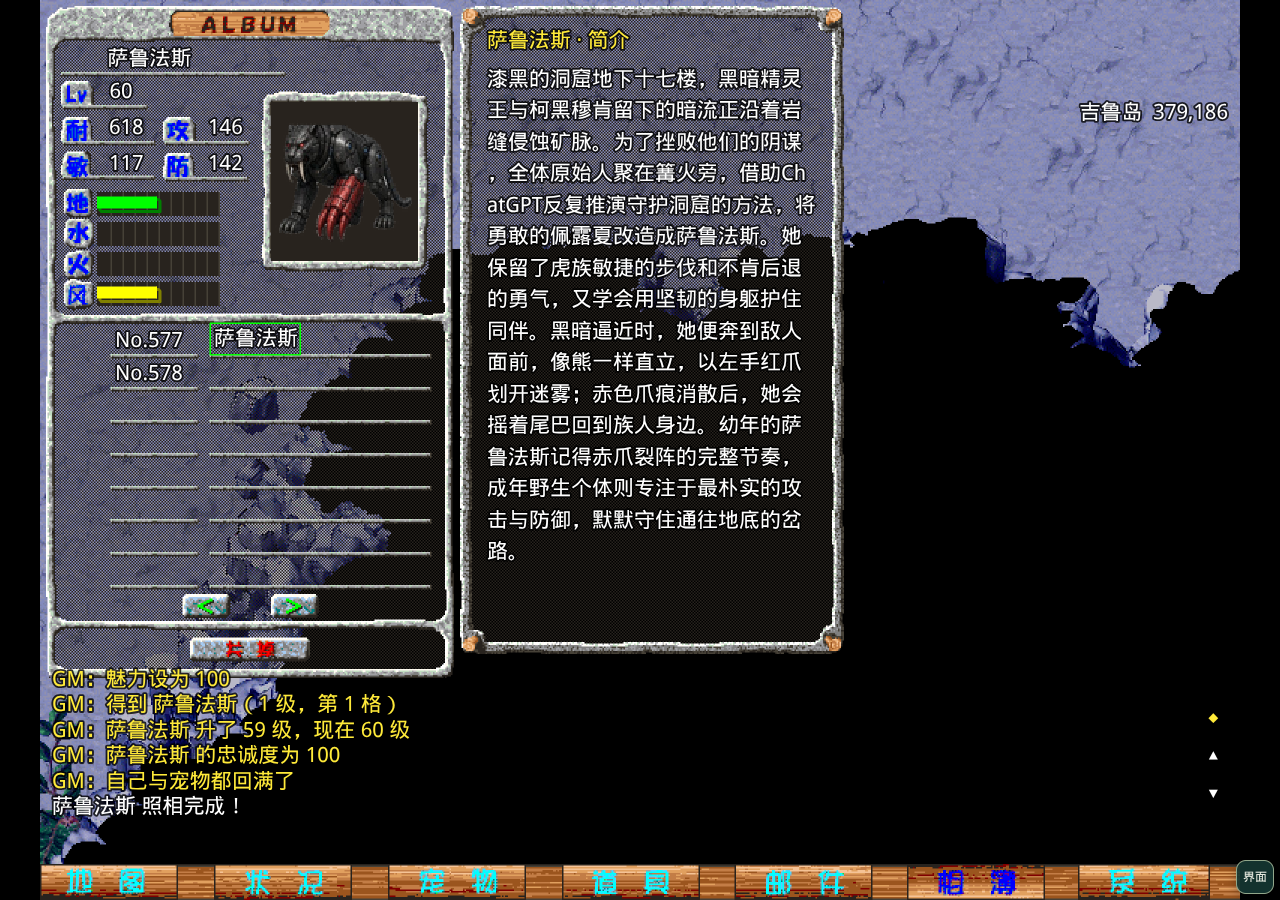 ALBUM
萨鲁法斯
Lv 60
耐 618 攻 146
敏 117 防 142
地
水
火
风
No.577 萨鲁法斯
No.578
< >
关掉
萨鲁法斯·简介
漆黑的洞窟地下十七楼，黑暗精灵
王与柯黑穆肯留下的暗流正沿着岩
缝侵蚀矿脉。为了挫败他们的阴谋
，全体原始人聚在篝火旁，借助Ch
atGPT反复推演守护洞窟的方法，将
勇敢的佩露夏改造成萨鲁法斯。她
保留了虎族敏捷的步伐和不肯后退
的勇气，又学会用坚韧的身躯护住
同伴。黑暗逼近时，她便奔到敌人
面前，像熊一样直立，以左手红爪
划开迷雾；赤色爪痕消散后，她会
摇着尾巴回到族人身边。幼年的萨
鲁法斯记得赤爪裂阵的完整节奏，
成年野生个体则专注于最朴实的攻
击与防御，默默守住通往地底的岔
路。
吉鲁岛 379,186
GM：魅力设为 100
GM：得到 萨鲁法斯（1 级，第 1 格）
GM：萨鲁法斯 升了 59 级，现在 60 级
GM：萨鲁法斯 的忠诚度为 100
GM：自己与宠物都回满了
萨鲁法斯 照相完成！
地图 状况 宠物 道具 邮件 相簿 系统
界面